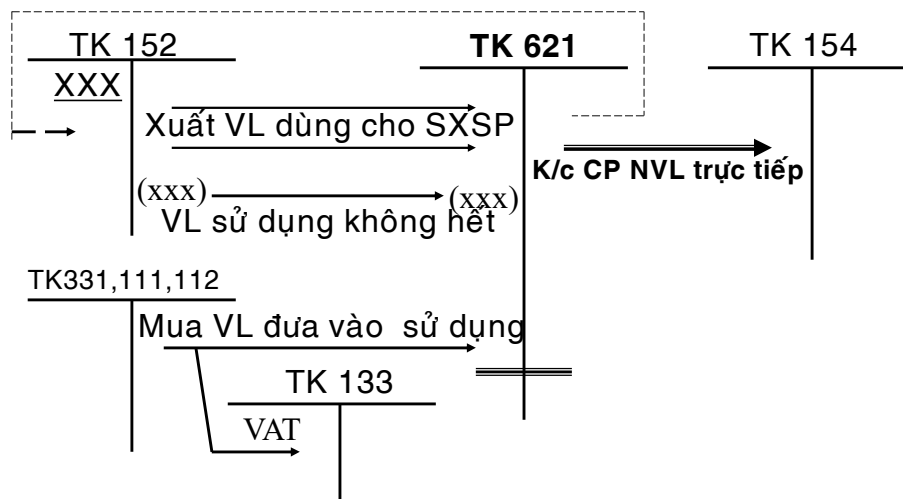 TK 152
TK 621
TK 154
XXX
Xuất VL dùng cho SXSP
K/c CP NVL trực tiếp
(xxx)
(xxx)
VL sử dụng không hết
TK331,111,112
Mua VL đưa vào sử dụng
TK 133
VAT